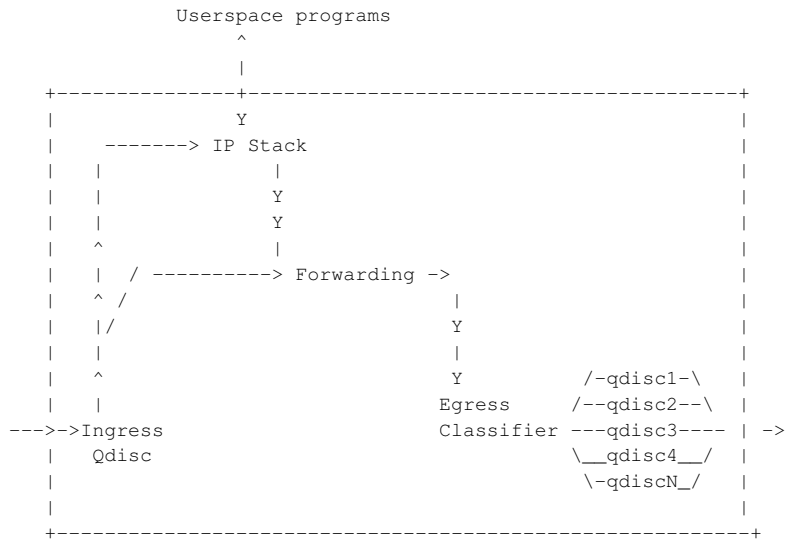 Userspace programs
^
|
+---------------+-----------------------------------------+
| Y |
| -------> IP Stack |
| | | |
| | Y |
| | Y |
| ^ | |
| | / ----------> Forwarding -> |
| ^ / | |
| |/ Y |
| | | |
| ^ Y /-qdisc1-\ |
| | Egress /--qdisc2--\ |
--->->Ingress Classifier ---qdisc3---- | ->
| Qdisc \__qdisc4__/ |
| \-qdiscN_/ |
| |
+----------------------------------------------------------+